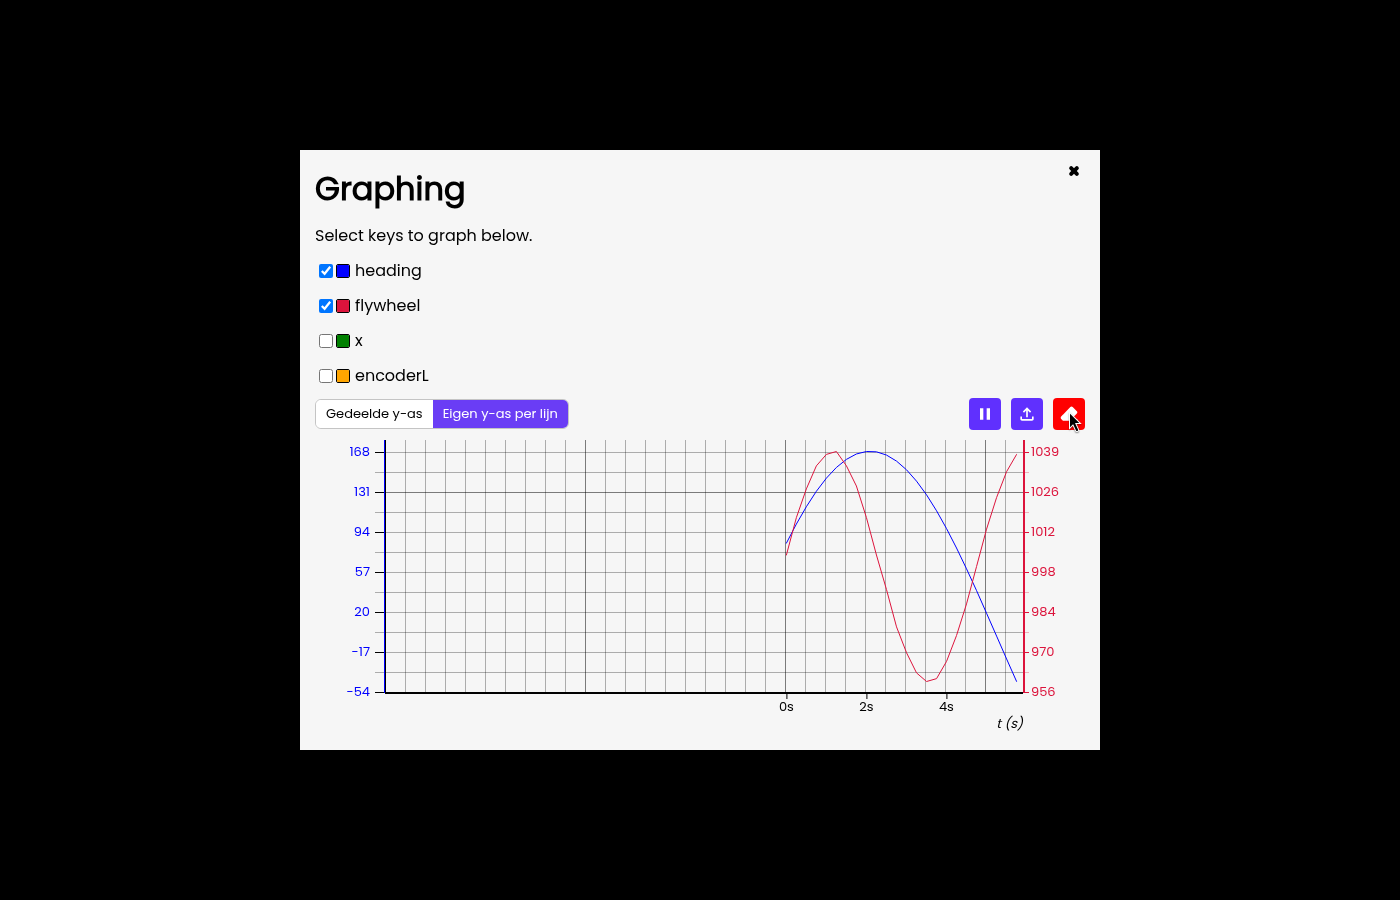 Graphing
Select keys to graph below.
heading
flywheel
x
encoderL
Gedeelde y-as Eigen y-as per lijn
168 1039
131 1026
94 1012
57 998
20 984
-17 970
-54 956
0s 2s 4s
t (s)